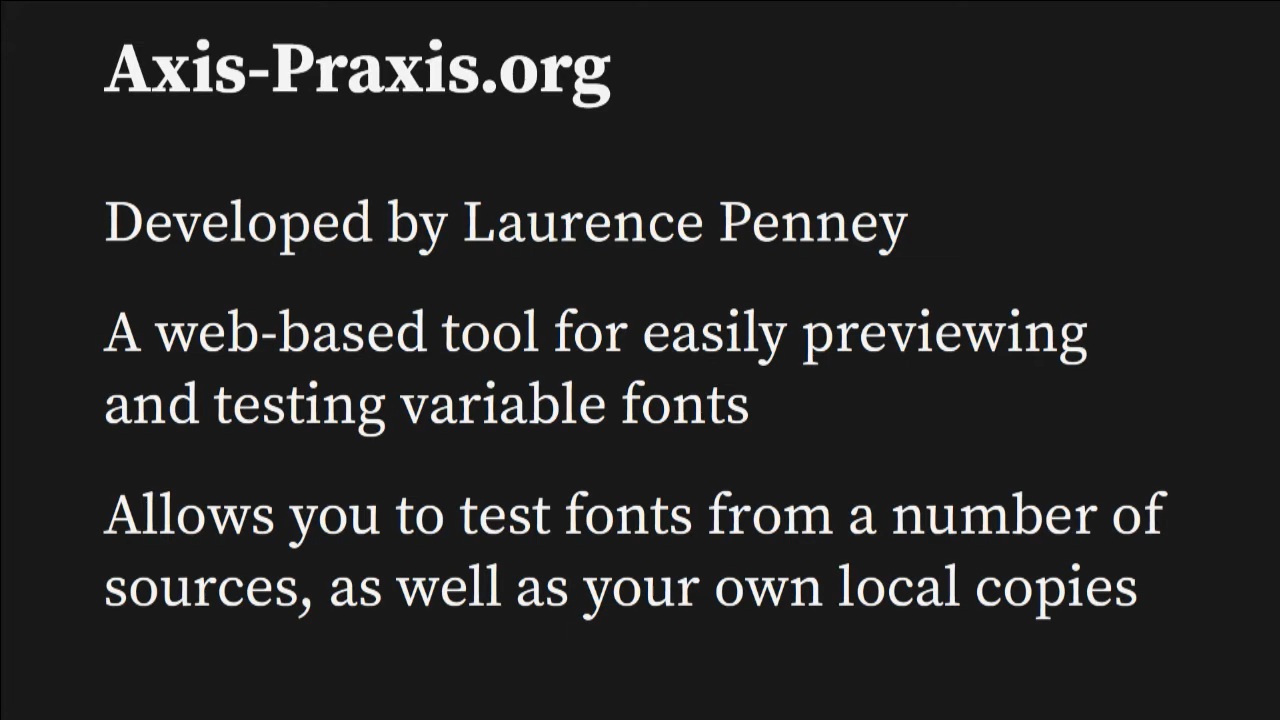 Axis-Praxis.org
Developed by Laurence Penney
A web-based tool for easily previewing
and testing variable fonts
Allows you to test fonts from a number of
sources, as well as your own local copies